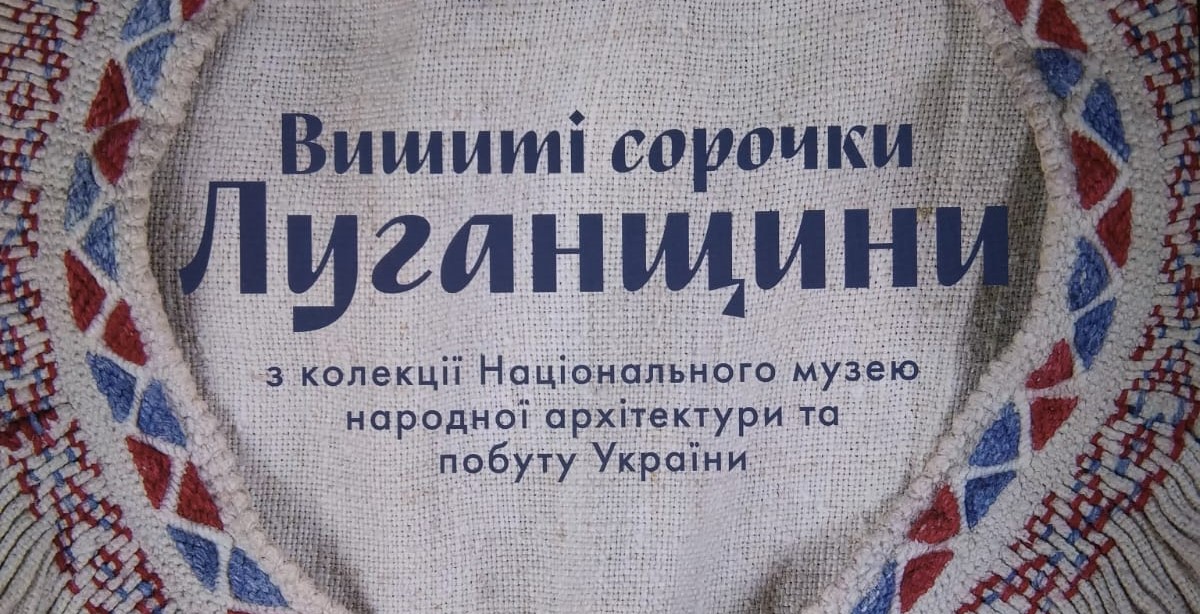 Вишиті сорочки
Луганщини
з колекції Національного музею
народної архітектури та
побуту України